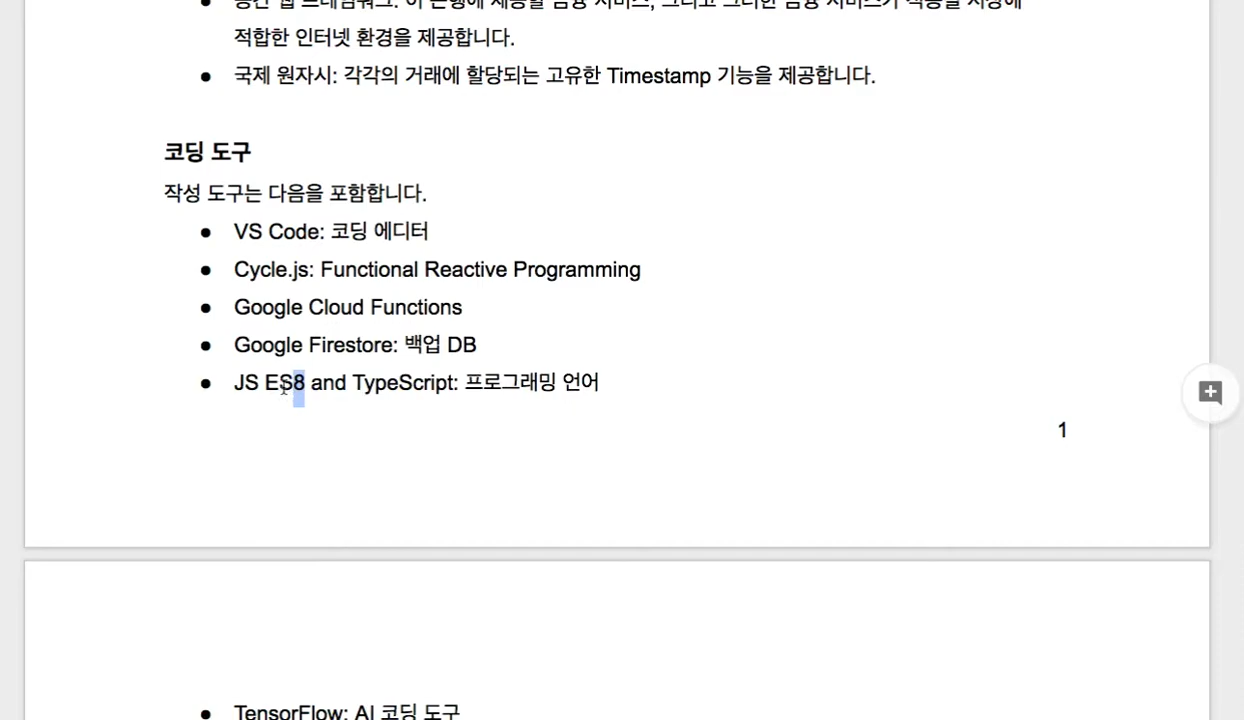 적합한 인터넷 환경을 제공합니다.
● 국제 원자시: 각각의 거래에 할당되는 고유한 Timestamp 기능을 제공합니다.
코딩 도구
작성 도구는 다음을 포함합니다.
● VS Code: 코딩 에디터
● Cycle.js: Functional Reactive Programming
● Google Cloud Functions
● Google Firestore: 백업 DB
● JS ES8 and TypeScript: 프로그래밍 언어
1
● TensorFlow: AI 코딩 도구